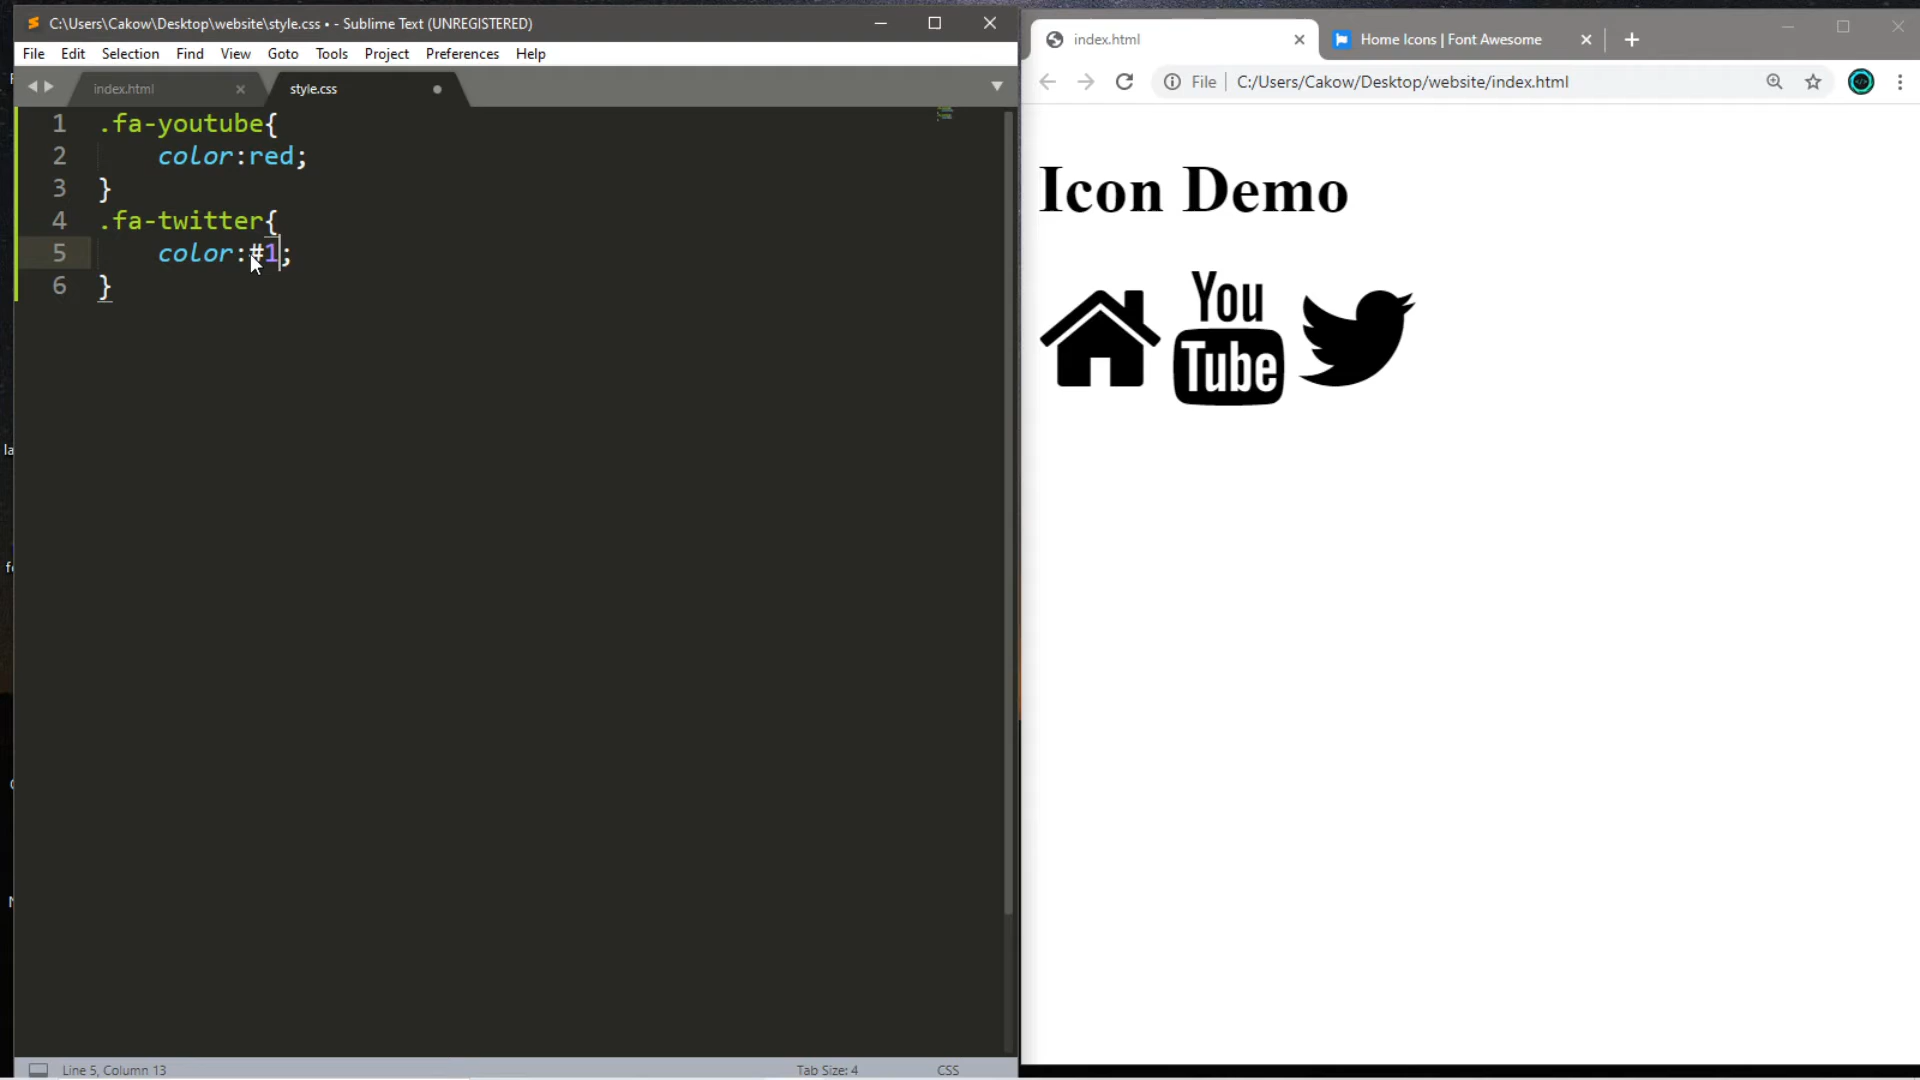 C:\Users\Cakow\Desktop\website\style.css • - Sublime Text (UNREGISTERED)
File Edit Selection Find View Goto Tools Project Preferences Help
index.html style.css
1 .fa-youtube{
2 color:red;
3 }
4 .fa-twitter{
5 color:#1;
6 }
Line 5, Column 13 Tab Size: 4 CSS
index.html Home Icons | Font Awesome
File C:/Users/Cakow/Desktop/website/index.html
Icon Demo
You
Tube